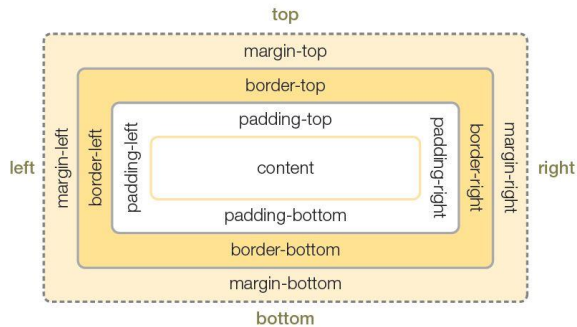 top
margin-top
border-top
padding-top
left
margin-left
border-left
padding-left
content
padding-right
border-right
margin-right
right
padding-bottom
border-bottom
margin-bottom
bottom